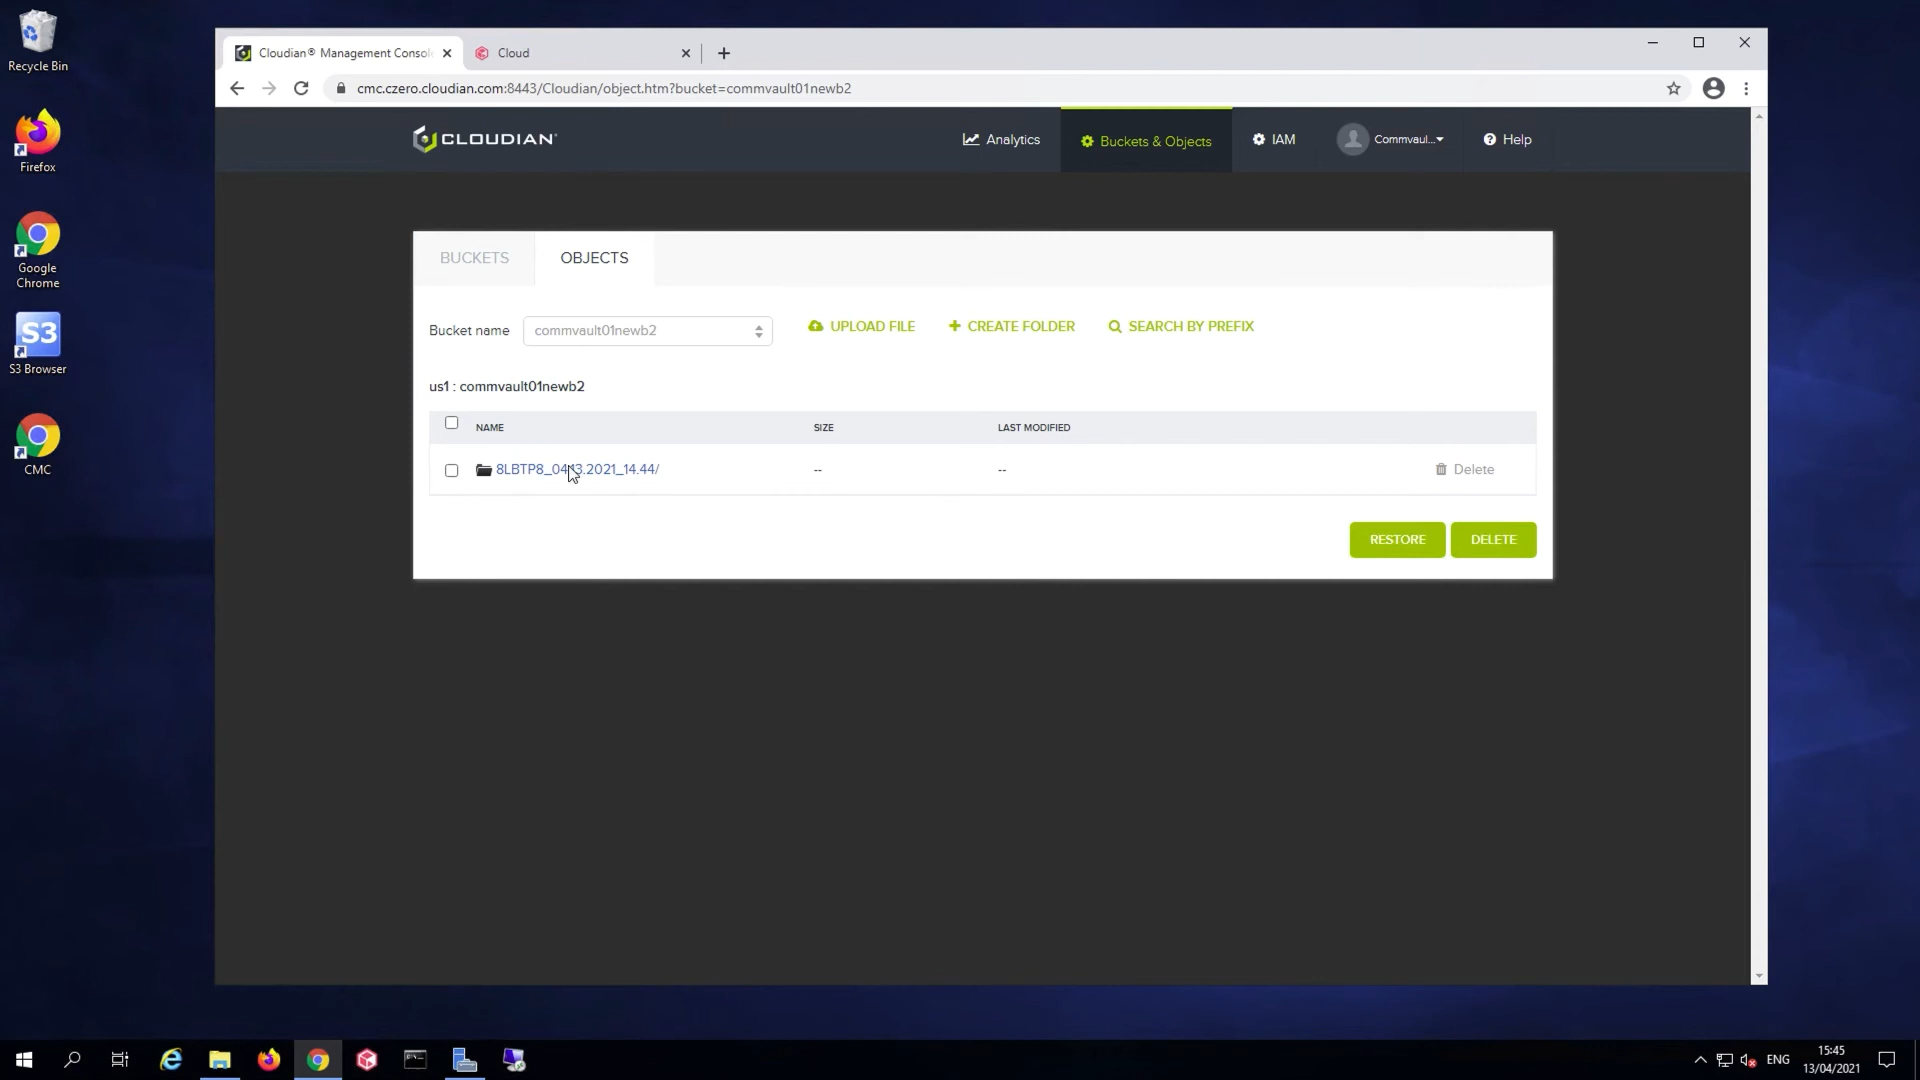 Recycle Bin
Firefox
Google
Chrome
S3
S3 Browser
CMC
Cloudian® Management Consol
Cloud
cmc.czero.cloudian.com:8443/Cloudian/object.htm?bucket=commvault01newb2
CLOUDIAN
Analytics
Buckets & Objects
IAM
Commvaul...
Help
BUCKETS
OBJECTS
Bucket name
commvault01newb2
UPLOAD FILE
CREATE FOLDER
SEARCH BY PREFIX
us1 : commvault01newb2
NAME
SIZE
LAST MODIFIED
8LBTP8_04.13.2021_14.44/
--
--
Delete
RESTORE
DELETE
ENG
15:45
13/04/2021